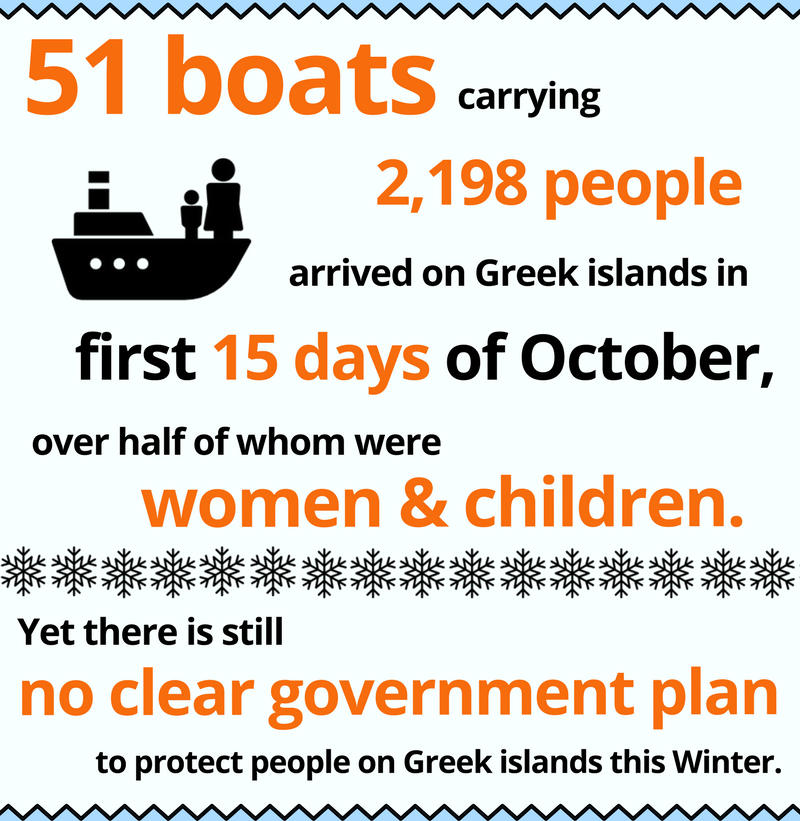 51 boats carrying
2,198 people
arrived on Greek islands in
first 15 days of October,
over half of whom were
women & children.
Yet there is still
no clear government plan
to protect people on Greek islands this Winter.